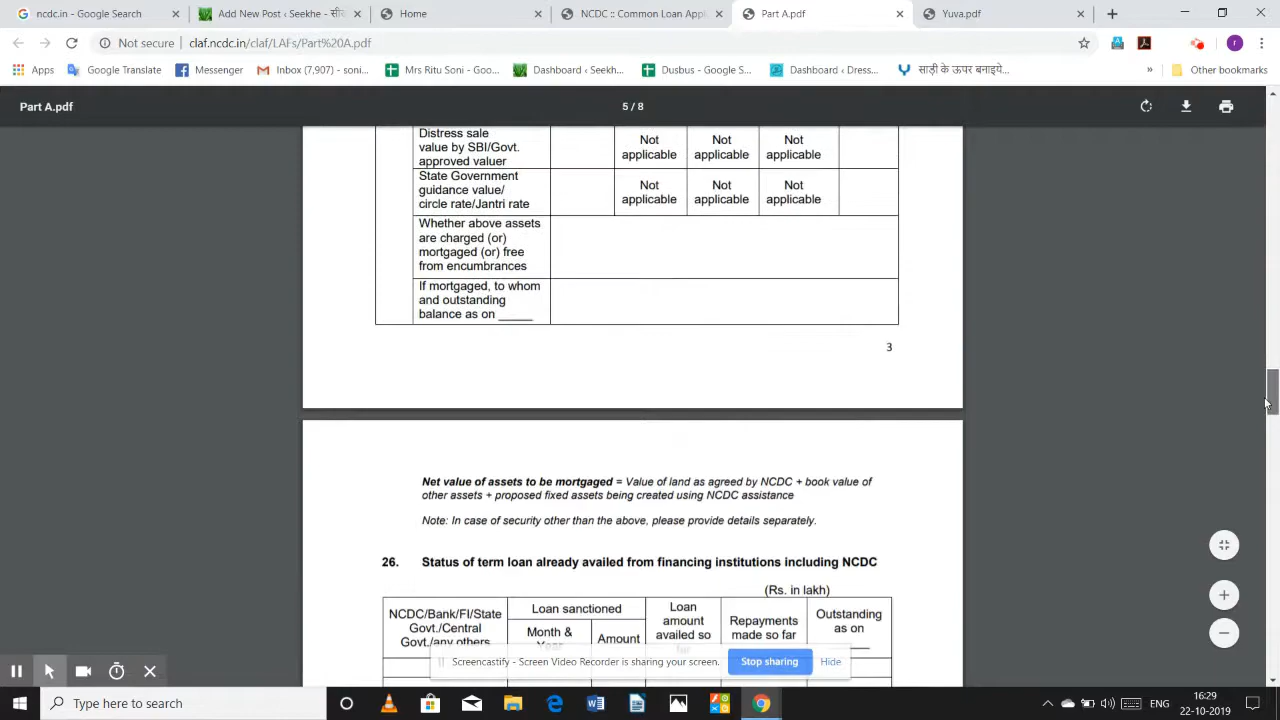 ncdc.in - Google Search
Add New Post ‹ Seekhe - सीखे
Home
NCDC :: Common Loan Appl
Part A.pdf
Yuva.pdf
Not secure | claf.ncdc.in/claf/LAFs/Part%20A.pdf
Apps
Google Translate
Messenger
Inbox (7,907) - soni...
Mrs Ritu Soni - Goo...
Dashboard ‹ Seekh...
Dusbus - Google S...
Dashboard ‹ Dress...
साड़ी के ऊपर बनाइये...
»
Other bookmarks
Part A.pdf
5 / 8
Distress sale
value by SBI/Govt.
approved valuer
Not applicable
Not applicable
Not applicable
State Government
guidance value/
circle rate/Jantri rate
Not applicable
Not applicable
Not applicable
Whether above assets
are charged (or)
mortgaged (or) free
from encumbrances
If mortgaged, to whom
and outstanding
balance as on _____
3
Net value of assets to be mortgaged = Value of land as agreed by NCDC + book value of
other assets + proposed fixed assets being created using NCDC assistance
Note: In case of security other than the above, please provide details separately.
26. Status of term loan already availed from financing institutions including NCDC
(Rs. in lakh)
NCDC/Bank/FI/State
Govt./Central
Govt./any others
Loan sanctioned
Month &
Year
Amount
Loan
amount
availed so
far
Repayments
made so far
Outstanding
as on
Screencastify - Screen Video Recorder is sharing your screen.
Stop sharing
Hide
Type here to search
ENG
16:29
22-10-2019